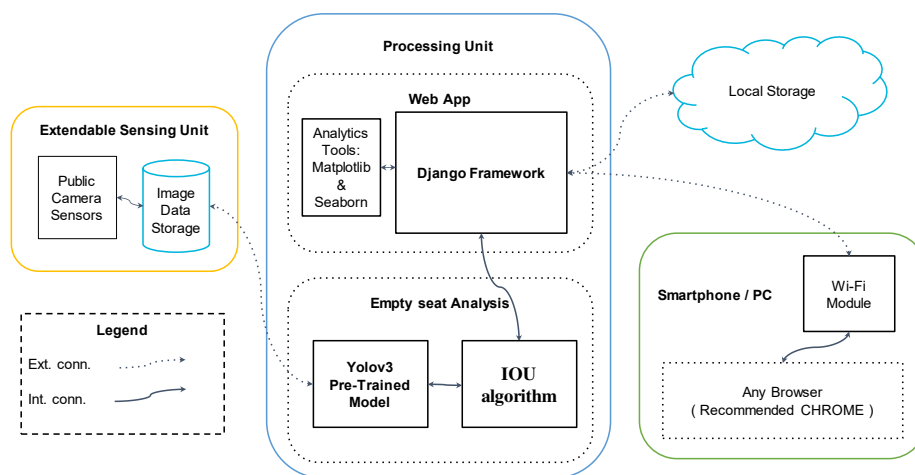 Processing Unit
Web App
Analytics
Tools:
Matplotlib
&
Seaborn
Django Framework
Local Storage
Extendable Sensing Unit
Public
Camera
Sensors
Image
Data
Storage
Empty seat Analysis
Yolov3
Pre-Trained
Model
IOU
algorithm
Smartphone / PC
Wi-Fi
Module
Any Browser
( Recommended CHROME )
Legend
Ext. conn.
Int. conn.